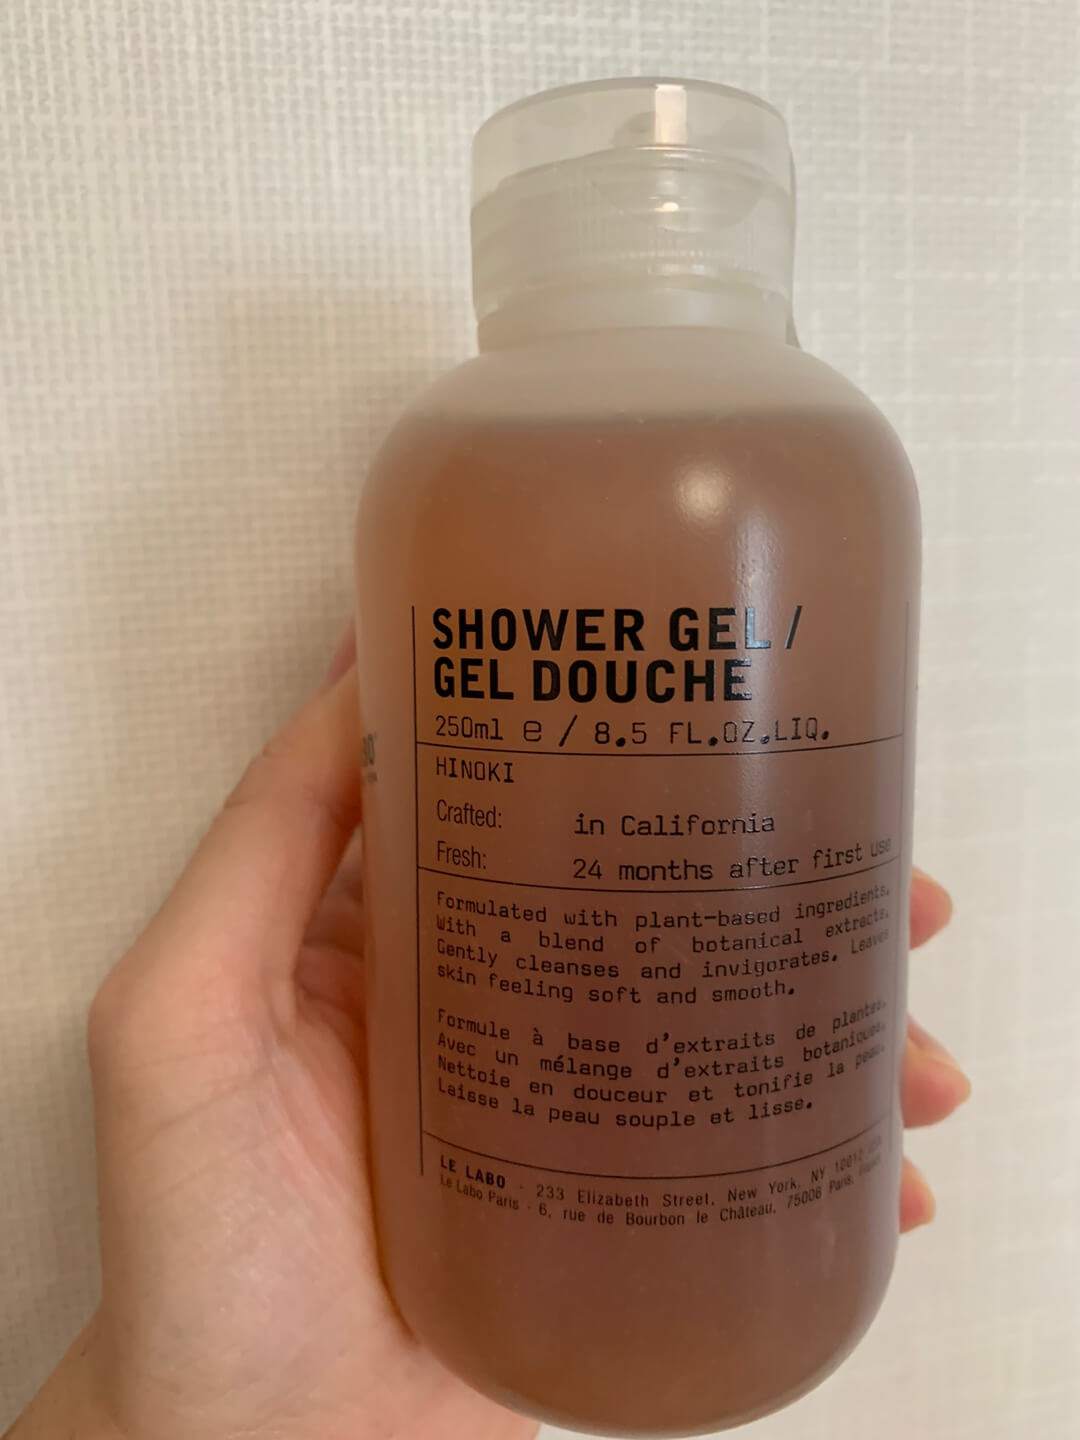 SHOWER GEL /
GEL DOUCHE
250ml e / 8.5 FL.OZ.LIQ.
HINOKI
Crafted: in California
Fresh: 24 months after first use
Formulated with plant-based ingredients.
With a blend of botanical extracts.
Gently cleanses and invigorates. Leaves
skin feeling soft and smooth.
Formule à base d'extraits de plantes.
Avec un mélange d'extraits botaniques.
Nettoie en douceur et tonifie la peau.
Laisse la peau souple et lisse.
LE LABO - 233 Elizabeth Street, New York, NY 10012 USA
Le Labo Paris - 6, rue de Bourbon le Château, 75006 Paris, France